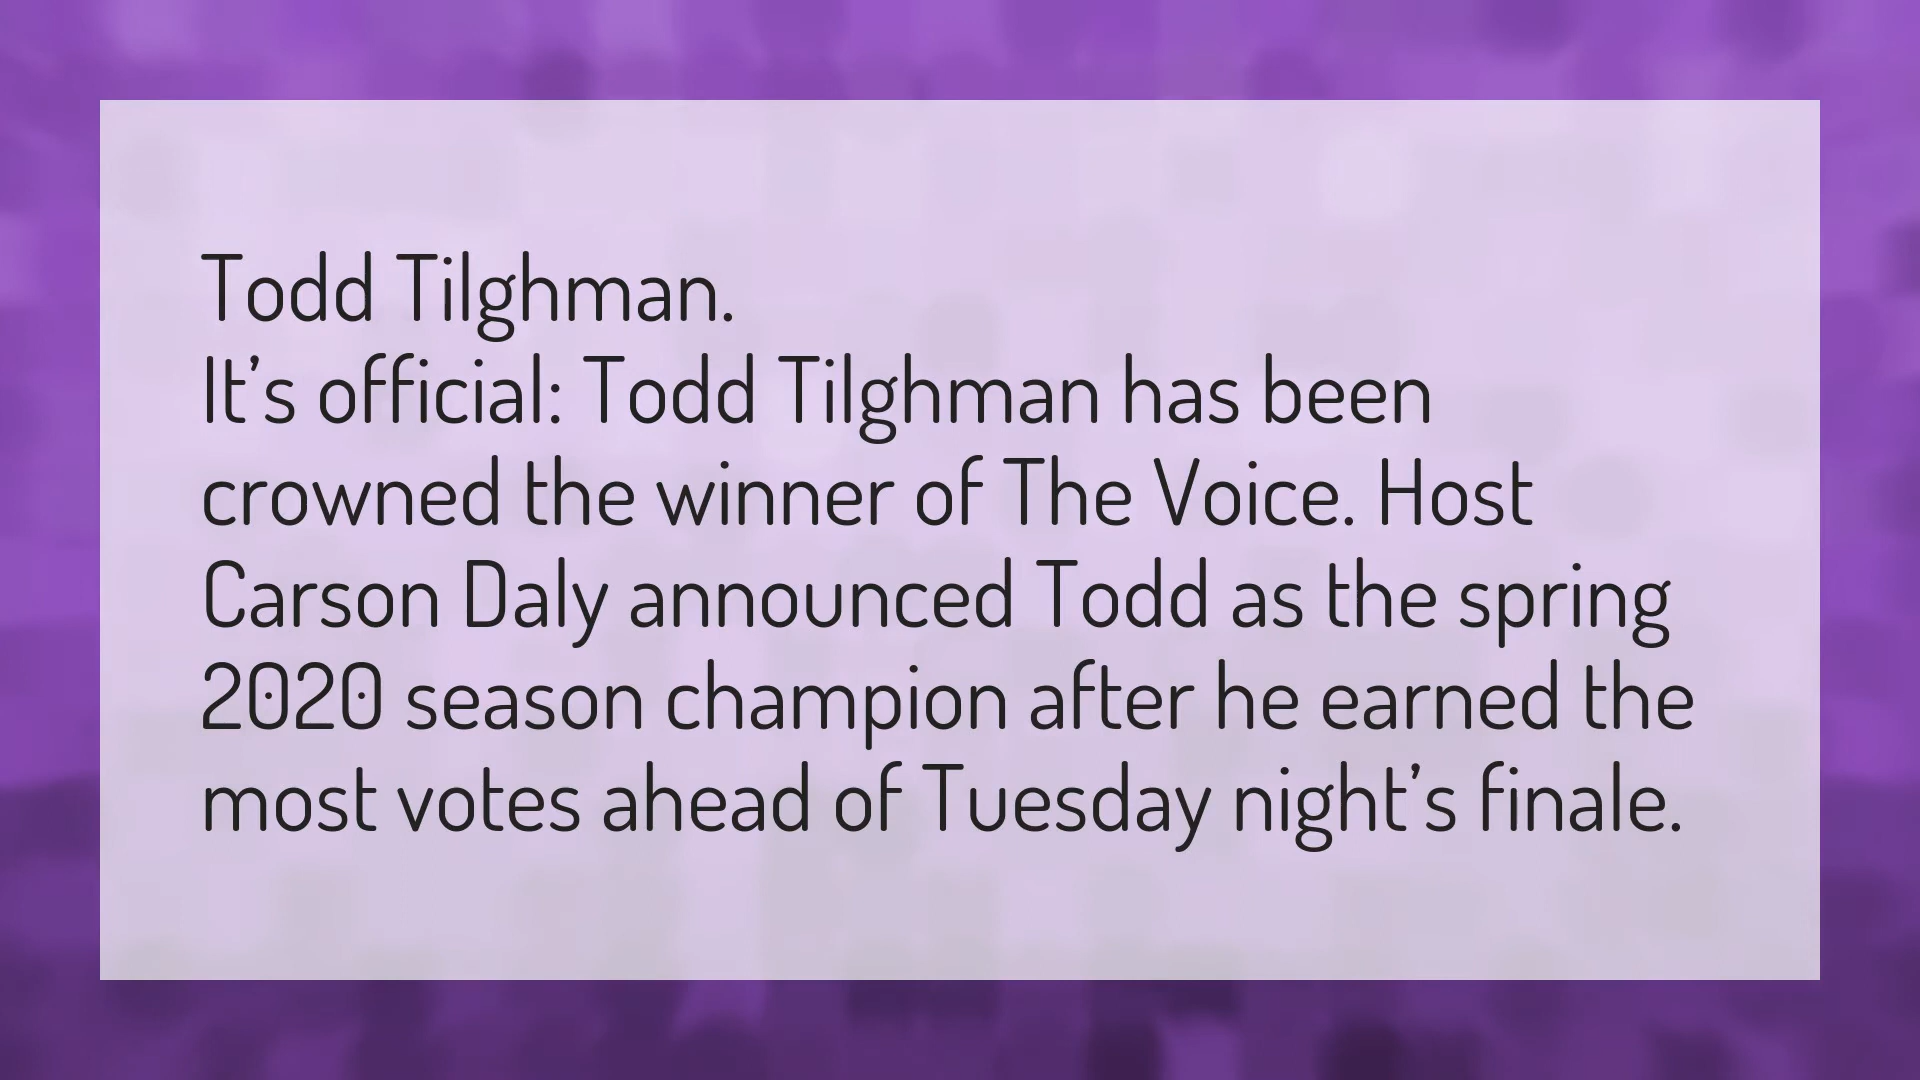 Todd Tilghman.
It’s official: Todd Tilghman has been
crowned the winner of The Voice. Host
Carson Daly announced Todd as the spring
2020 season champion after he earned the
most votes ahead of Tuesday night’s finale.